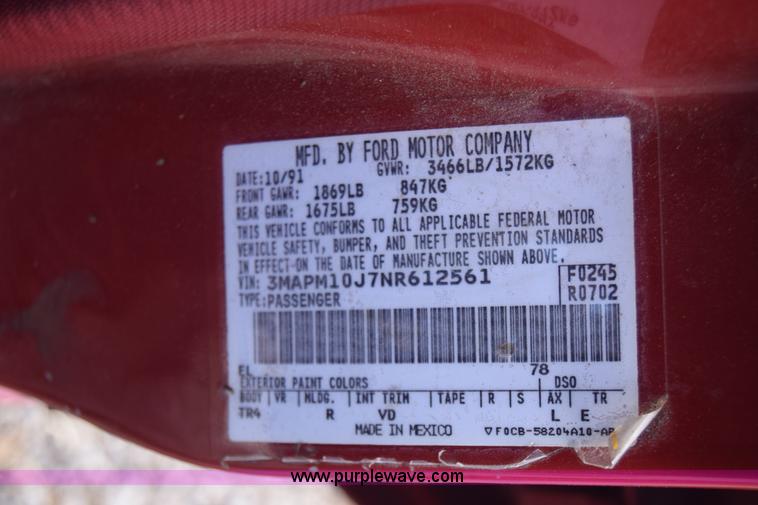 MFD. BY FORD MOTOR COMPANY
DATE:10/91 GVWR: 3466LB/1572KG
FRONT GAWR: 1869LB 847KG
REAR GAWR: 1675LB 759KG
THIS VEHICLE CONFORMS TO ALL APPLICABLE FEDERAL MOTOR
VEHICLE SAFETY, BUMPER, AND THEFT PREVENTION STANDARDS
IN EFFECT ON THE DATE OF MANUFACTURE SHOWN ABOVE.
VIN: 3MAPM10J7NR612561 F0245
TYPE:PASSENGER R0702
EL 78
EXTERIOR PAINT COLORS DSO
BODY VR MLDG. INT TRIM TAPE R S AX TR
TR4 R VD L E
MADE IN MEXICO ▽F0CB-58204A10-AB
www.purplewave.com